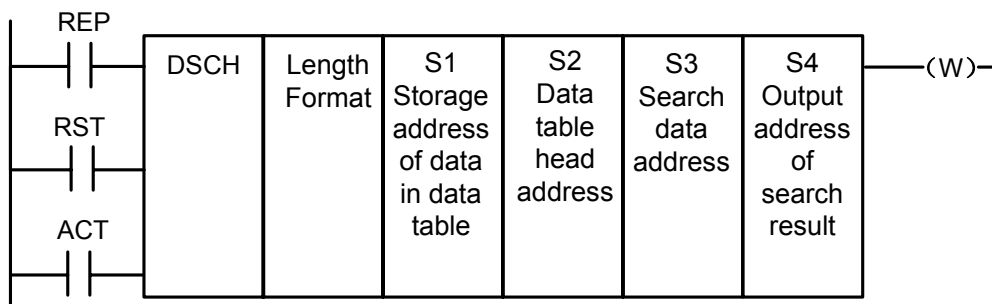 REP
RST
ACT
DSCH
Length
Format
S1
Storage
address
of data
in data
table
S2
Data
table
head
address
S3
Search
data
address
S4
Output
address
of
search
result
(W)